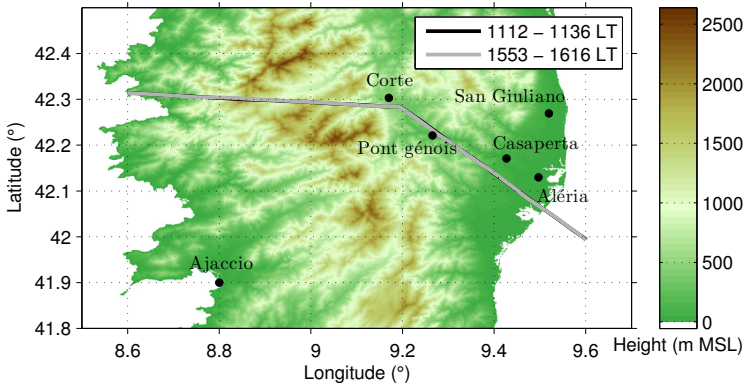 1112 − 1136 LT
1553 − 1616 LT
Corte
San Giuliano
Pont génois
Casaperta
Aléria
Ajaccio
42.5
42.4
42.3
42.2
42.1
42
41.9
41.8
Latitude (°)
8.6 8.8 9 9.2 9.4 9.6
Longitude (°)
2500
2000
1500
1000
500
0
Height (m MSL)